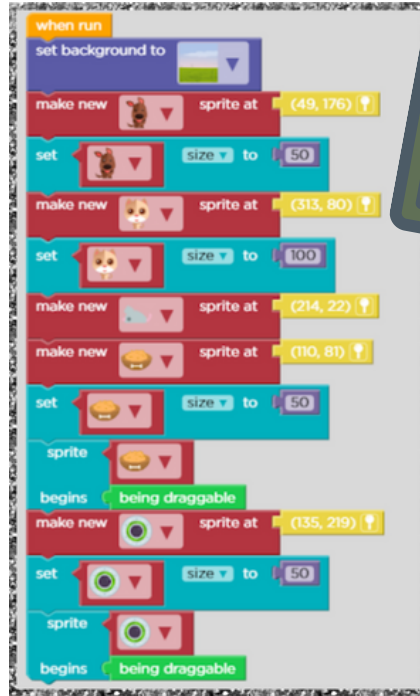 when run
set background to
make new sprite at (49, 176)
set size to 50
make new sprite at (313, 80)
set size to 100
make new sprite at (214, 22)
make new sprite at (110, 81)
set size to 50
sprite
begins being draggable
make new sprite at (135, 219)
set size to 50
sprite
begins being draggable